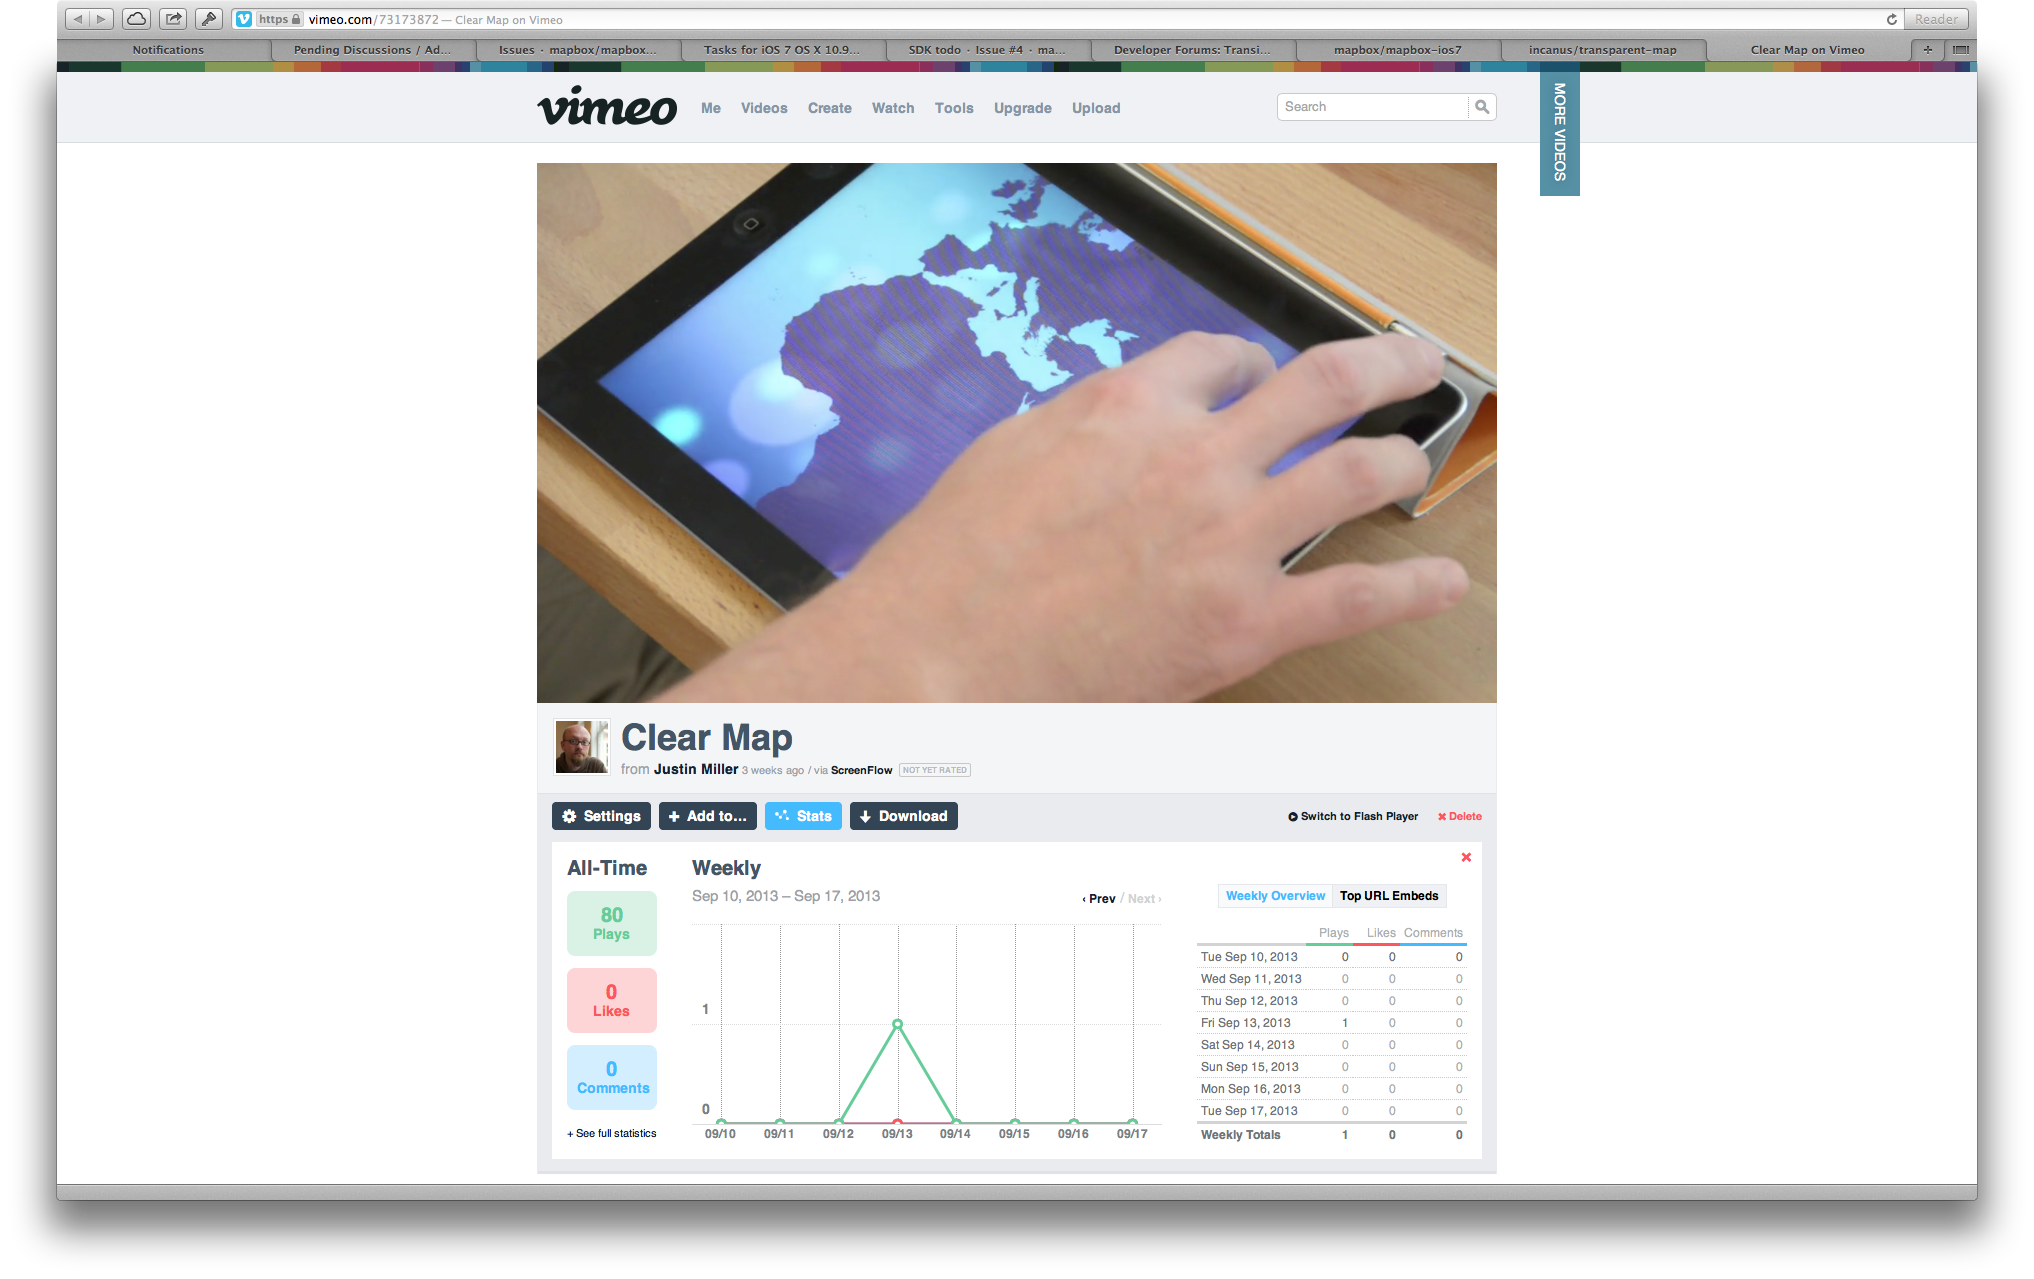 https vimeo.com/73173872 — Clear Map on Vimeo
Reader
Notifications
Pending Discussions / Ad...
Issues · mapbox/mapbox...
Tasks for iOS 7 OS X 10.9...
SDK todo · Issue #4 · ma...
Developer Forums: Transi...
mapbox/mapbox-ios7
incanus/transparent-map
Clear Map on Vimeo
vimeo
Me Videos Create Watch Tools Upgrade Upload
Search
MORE VIDEOS
Clear Map
from Justin Miller 3 weeks ago / via ScreenFlow NOT YET RATED
Settings
Add to...
Stats
Download
Switch to Flash Player
Delete
All-Time
80
Plays
0
Likes
0
Comments
+ See full statistics
Weekly
Sep 10, 2013 – Sep 17, 2013
‹ Prev / Next ›
1
0
09/10 09/11 09/12 09/13 09/14 09/15 09/16 09/17
Weekly Overview Top URL Embeds
Plays Likes Comments
Tue Sep 10, 2013 0 0 0
Wed Sep 11, 2013 0 0 0
Thu Sep 12, 2013 0 0 0
Fri Sep 13, 2013 1 0 0
Sat Sep 14, 2013 0 0 0
Sun Sep 15, 2013 0 0 0
Mon Sep 16, 2013 0 0 0
Tue Sep 17, 2013 0 0 0
Weekly Totals 1 0 0